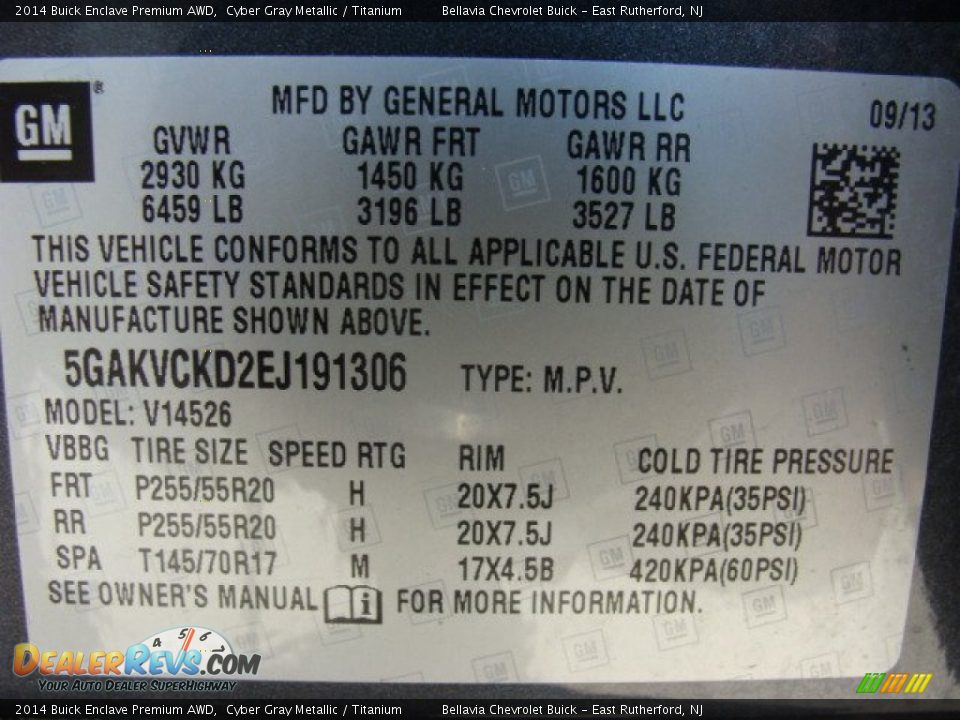 2014 Buick Enclave Premium AWD, Cyber Gray Metallic / Titanium Bellavia Chevrolet Buick - East Rutherford, NJ
GM ®
MFD BY GENERAL MOTORS LLC 09/13
GVWR GAWR FRT GAWR RR
2930 KG 1450 KG 1600 KG
6459 LB 3196 LB 3527 LB
THIS VEHICLE CONFORMS TO ALL APPLICABLE U.S. FEDERAL MOTOR
VEHICLE SAFETY STANDARDS IN EFFECT ON THE DATE OF
MANUFACTURE SHOWN ABOVE.
5GAKVCKD2EJ191306 TYPE: M.P.V.
MODEL: V14526
VBBG TIRE SIZE SPEED RTG RIM COLD TIRE PRESSURE
FRT P255/55R20 H 20X7.5J 240KPA(35PSI)
RR P255/55R20 H 20X7.5J 240KPA(35PSI)
SPA T145/70R17 M 17X4.5B 420KPA(60PSI)
SEE OWNER'S MANUAL i FOR MORE INFORMATION.
4 5 6
DEALERREVS.COM
YOUR AUTO DEALER SUPERHIGHWAY
2014 Buick Enclave Premium AWD, Cyber Gray Metallic / Titanium Bellavia Chevrolet Buick - East Rutherford, NJ